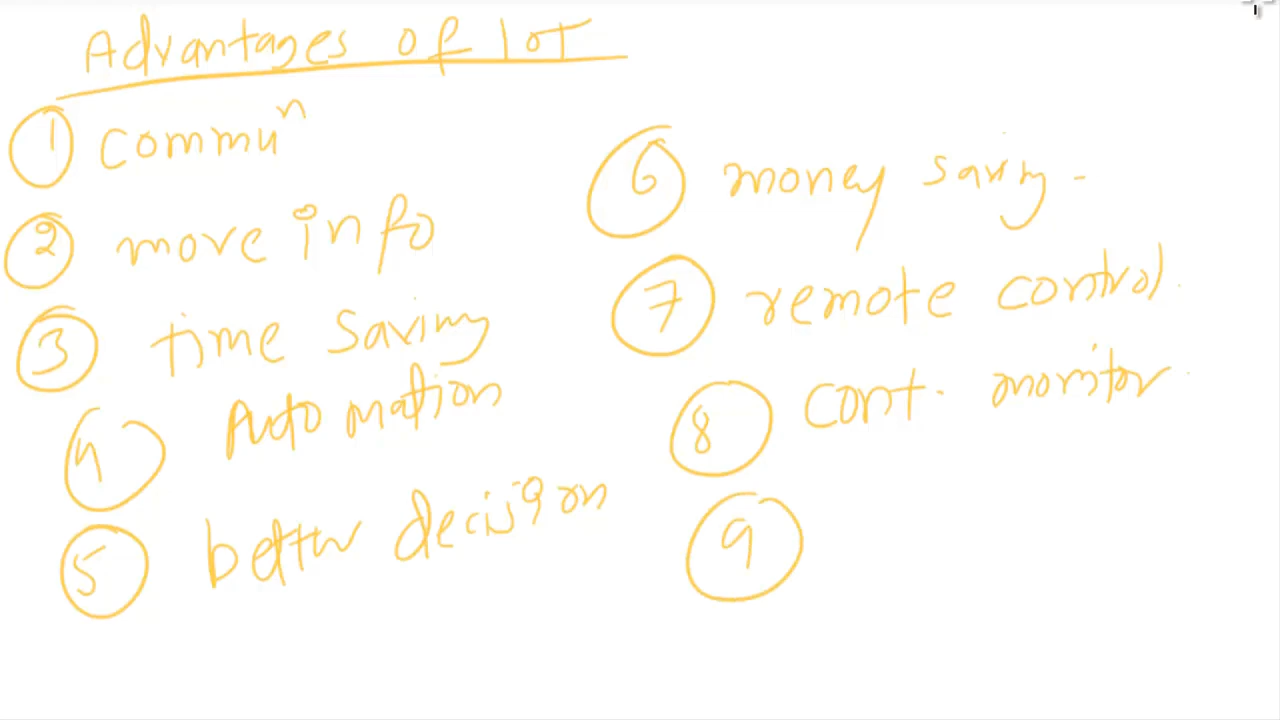 Advantages of IoT
1 Commuⁿ
2 more info
3 time saving
4 Automation
5 better decision
6 money saving -
7 remote control.
8 cont. monitor.
9